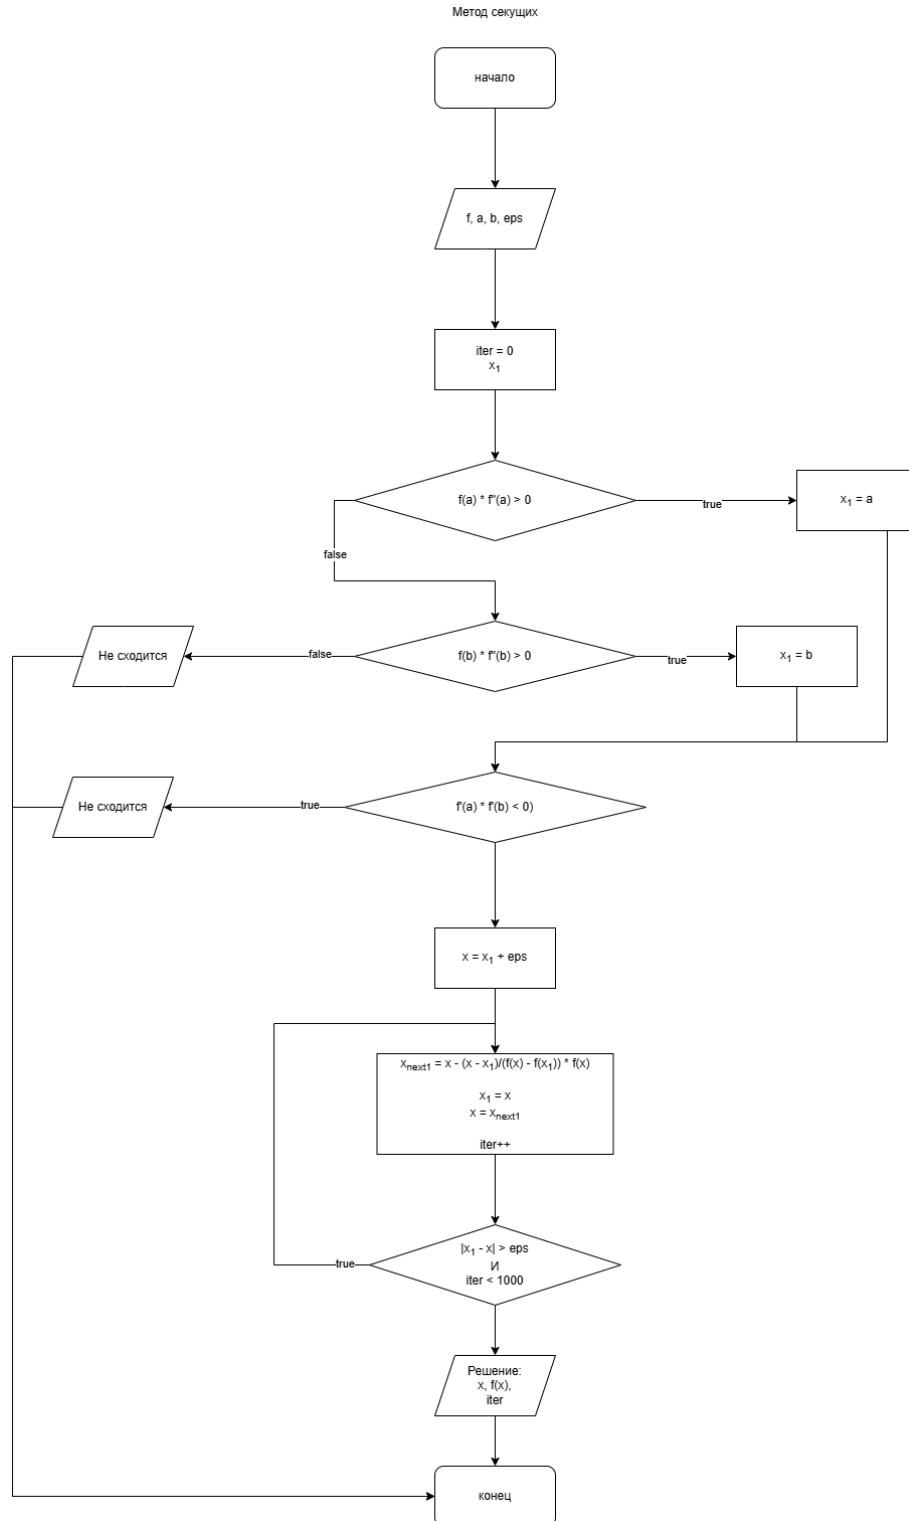 Метод секущих
начало
f, a, b, eps
iter = 0
x₁
f(a) * f''(a) > 0
true
x₁ = a
false
f(b) * f''(b) > 0
false
Не сходится
true
x₁ = b
f'(a) * f'(b) < 0)
true
Не сходится
x = x₁ + eps
xnext1 = x - (x - x₁)/(f(x) - f(x₁)) * f(x)
x₁ = x
x = xnext1
iter++
|x₁ - x| > eps
И
iter < 1000
true
Решение:
x, f(x),
iter
конец